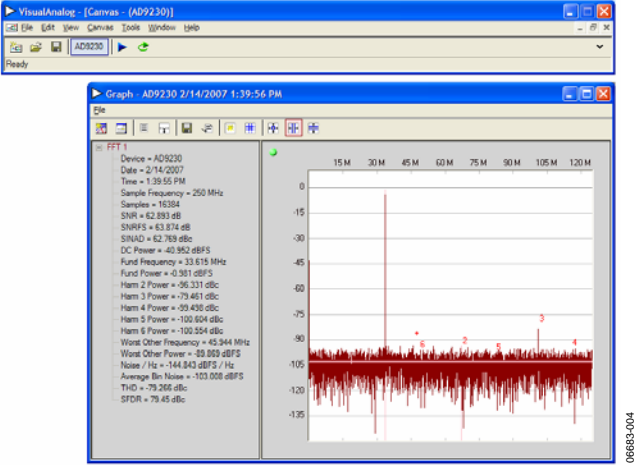 VisualAnalog - [Canvas - (AD9230)]
File Edit View Canvas Tools Window Help
AD9230
Ready
Graph - AD9230 2/14/2007 1:39:56 PM
File
FFT 1
Device = AD9230
Date = 2/14/2007
Time = 1:39:55 PM
Sample Frequency = 250 MHz
Samples = 16384
SNR = 62.893 dB
SNRFS = 63.874 dB
SINAD = 62.769 dBc
DC Power = -40.952 dBFS
Fund Frequency = 33.615 MHz
Fund Power = -0.981 dBFS
Harm 2 Power = -96.331 dBc
Harm 3 Power = -79.461 dBc
Harm 4 Power = -99.498 dBc
Harm 5 Power = -100.604 dBc
Harm 6 Power = -100.554 dBc
Worst Other Frequency = 45.944 MHz
Worst Other Power = -89.869 dBFS
Noise / Hz = -144.843 dBFS / Hz
Average Bin Noise = -103.008 dBFS
THD = -79.266 dBc
SFDR = 79.45 dBc
15 M 30 M 45 M 60 M 75 M 90 M 105 M 120 M
0
-15
-30
-45
-60
-75
-90
-105
-120
-135
+
6
2
5
3
4
06683-004